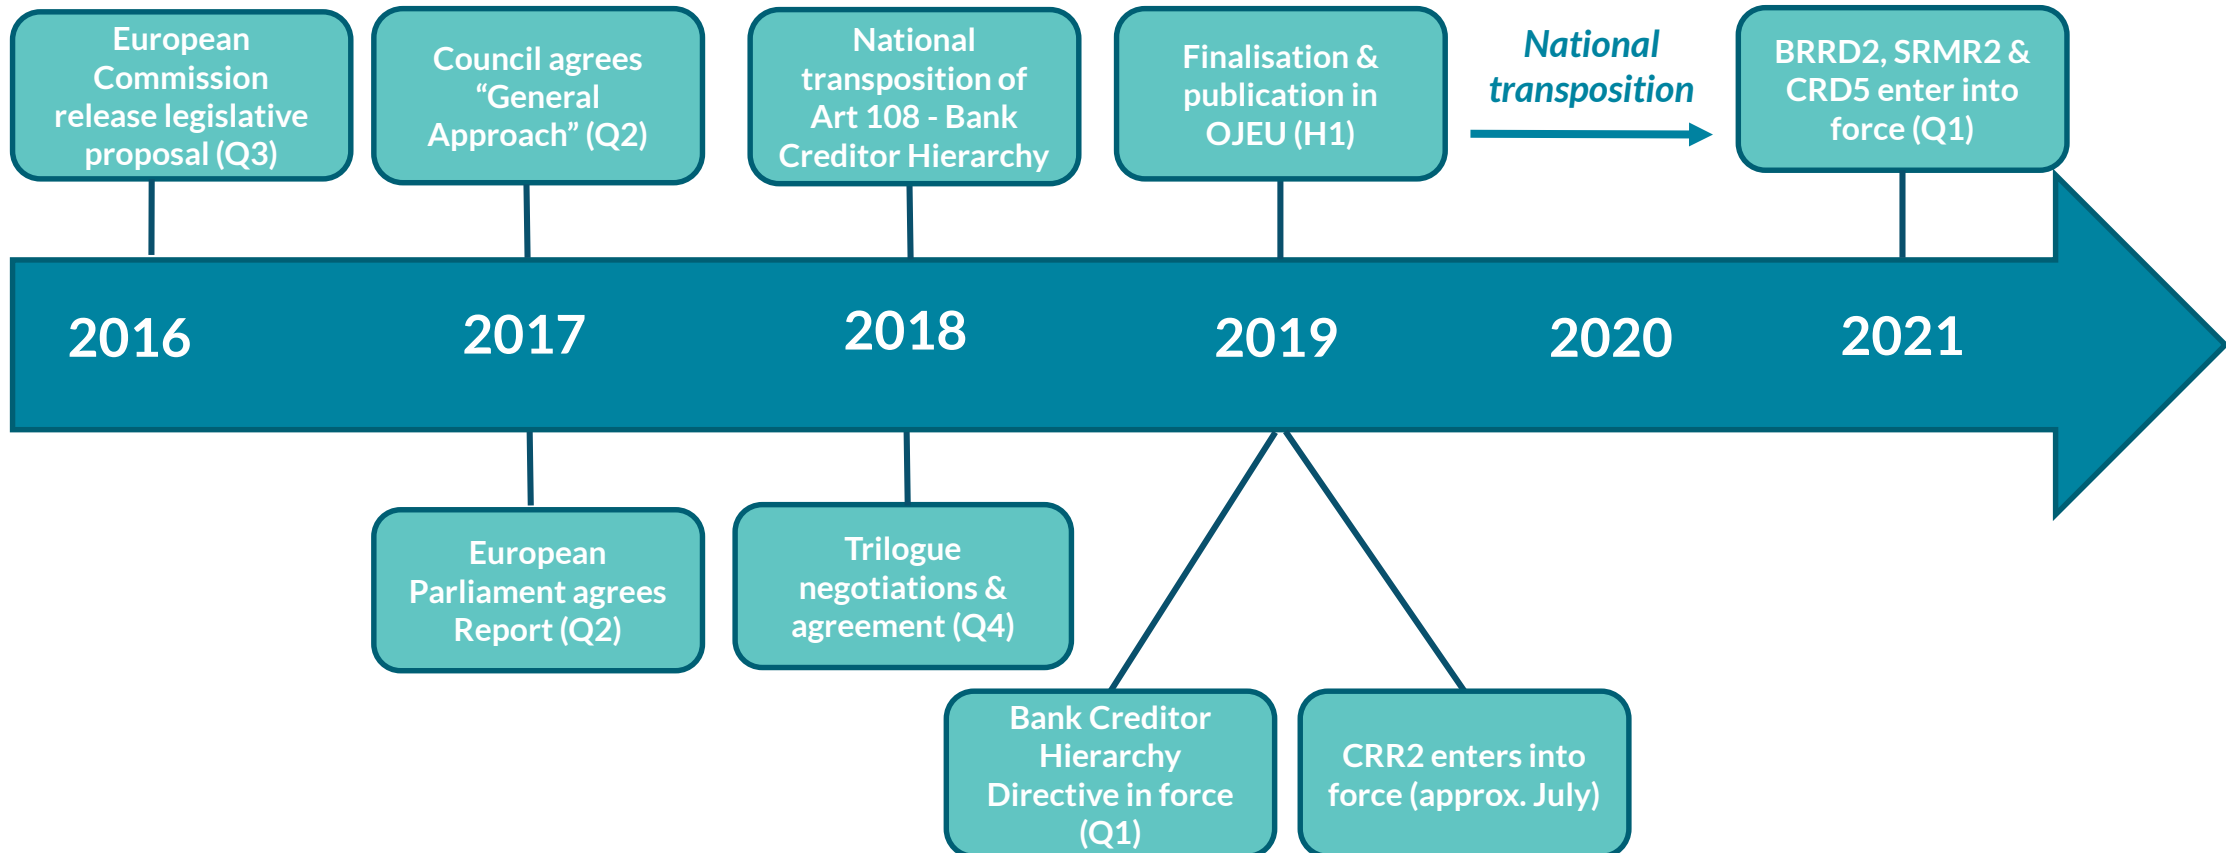 European
Commission
release legislative
proposal (Q3)
Council agrees
“General
Approach” (Q2)
National
transposition of
Art 108 - Bank
Creditor Hierarchy
Finalisation &
publication in
OJEU (H1)
National
transposition
BRRD2, SRMR2 &
CRD5 enter into
force (Q1)
2016
2017
2018
2019
2020
2021
European
Parliament agrees
Report (Q2)
Trilogue
negotiations &
agreement (Q4)
Bank Creditor
Hierarchy
Directive in force
(Q1)
CRR2 enters into
force (approx. July)